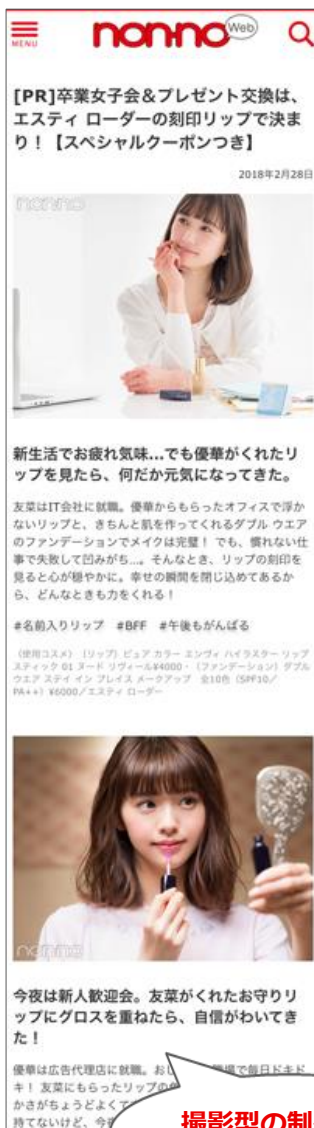 MENU
non-no Web
[PR]卒業女子会＆プレゼント交換は、
エスティ ローダーの刻印リップで決ま
り！【スペシャルクーポンつき】
2018年2月28日
non-no
新生活でお疲れ気味…でも優華がくれたリ
ップを見たら、何だか元気になってきた。
友菜はIT会社に就職。優華からもらったオフィスで浮か
ないリップと、きちんと肌を作ってくれるダブル ウエア
のファンデーションでメイクは完璧！ でも、慣れない仕
事で失敗して凹みがち…。そんなとき、リップの刻印を
見ると心が穏やかに。幸せの瞬間を閉じ込めてあるか
ら、どんなときも力をくれる！
#名前入りリップ #BFF #午後もがんばる
（使用コスメ）（リップ）ピュア カラー エンヴィ ハイラスター リップ
スティック 01 ヌード リヴィール¥4000・（ファンデーション）ダブル
ウエア ステイ イン プレイス メークアップ 全10色（SPF10／
PA++）¥6000／エスティ ローダー
non-no
今夜は新人歓迎会。友菜がくれたお守りリ
ップにグロスを重ねたら、自信がわいてき
た！
優華は広告代理店に就職。おし 職場で毎日ドキド
キ！ 友菜にもらったリップの
かさがちょうどよくて
持てないけど、今
撮影型の制